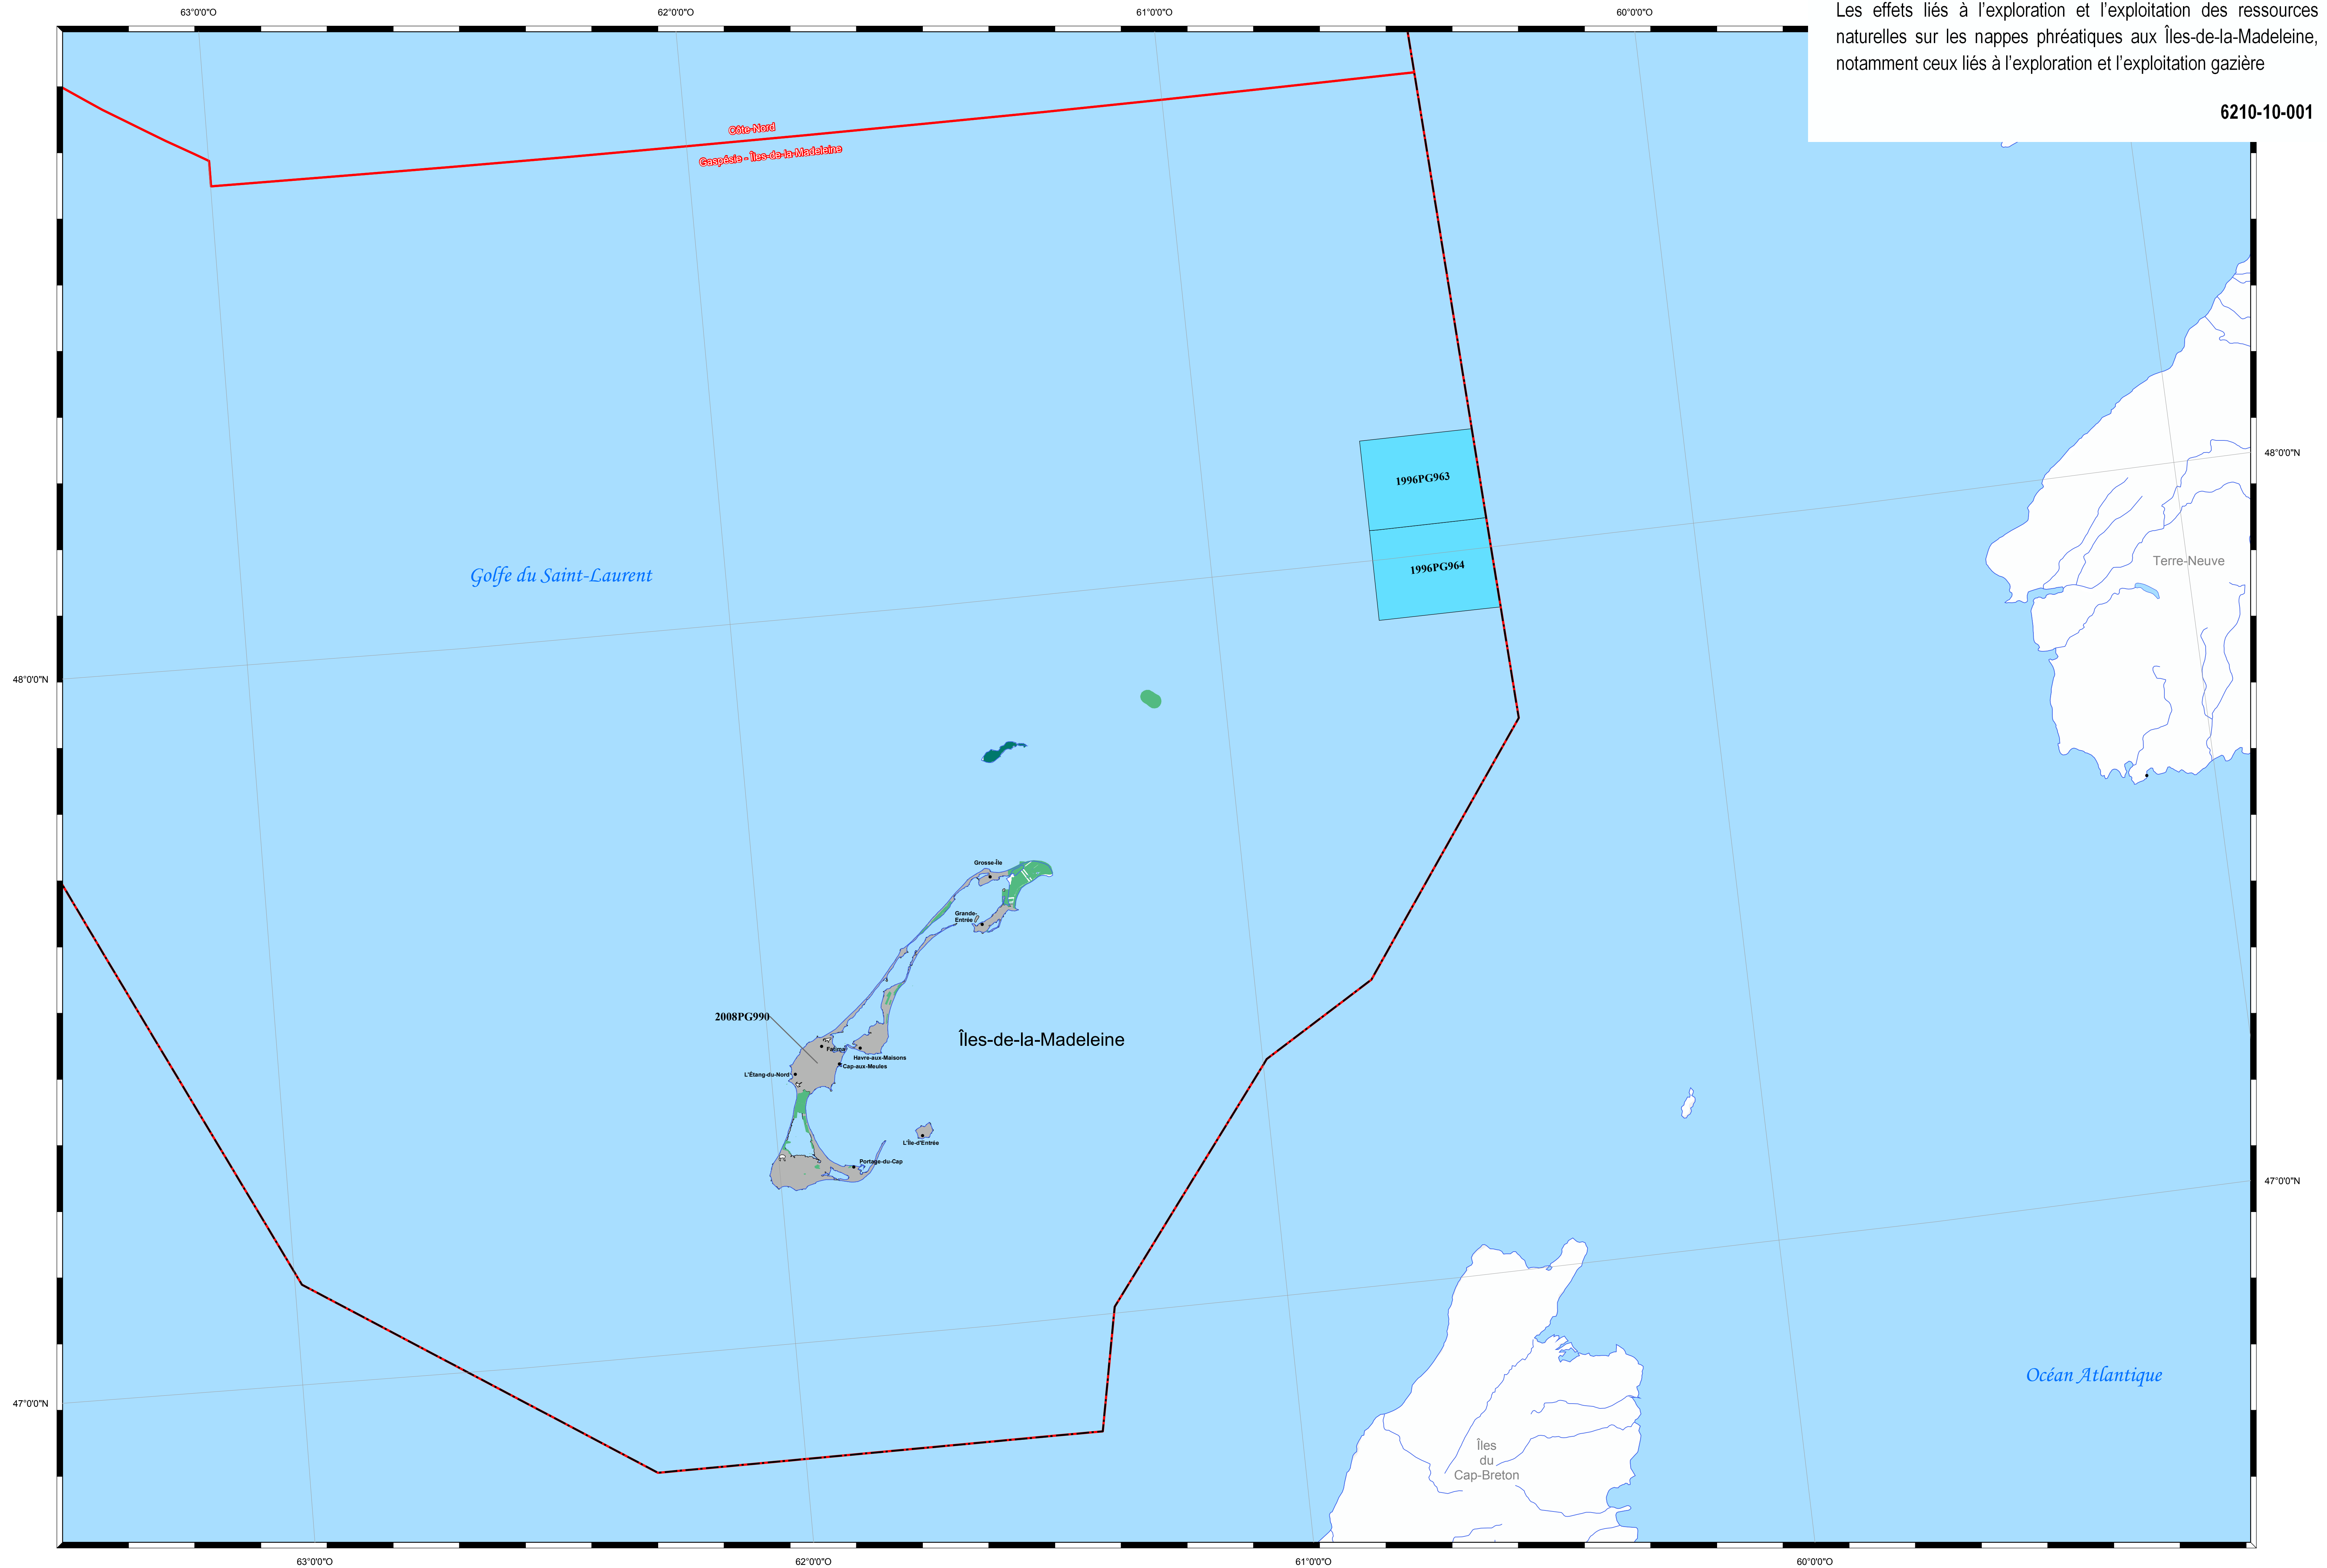 63°0'0"O
62°0'0"O
61°0'0"O
60°0'0"O
Les effets liés à l'exploration et l'exploitation des ressources
naturelles sur les nappes phréatiques aux Îles-de-la-Madeleine,
notamment ceux liés à l'exploration et l'exploitation gazière
6210-10-001
Côte-Nord
Gaspésie - Îles-de-la-Madeleine
48°0'0"N
1996PG963
Terre-Neuve
1996PG964
Golfe du Saint-Laurent
48°0'0"N
Grosse-Île
Grande-
Entrée
2008PG990
Îles-de-la-Madeleine
Fatima
Havre-aux-Maisons
Cap-aux-Meules
L'Étang-du-Nord
L'Île-d'Entrée
Portage-du-Cap
47°0'0"N
Océan Atlantique
47°0'0"N
Îles
du
Cap-Breton
63°0'0"O
62°0'0"O
61°0'0"O
60°0'0"O